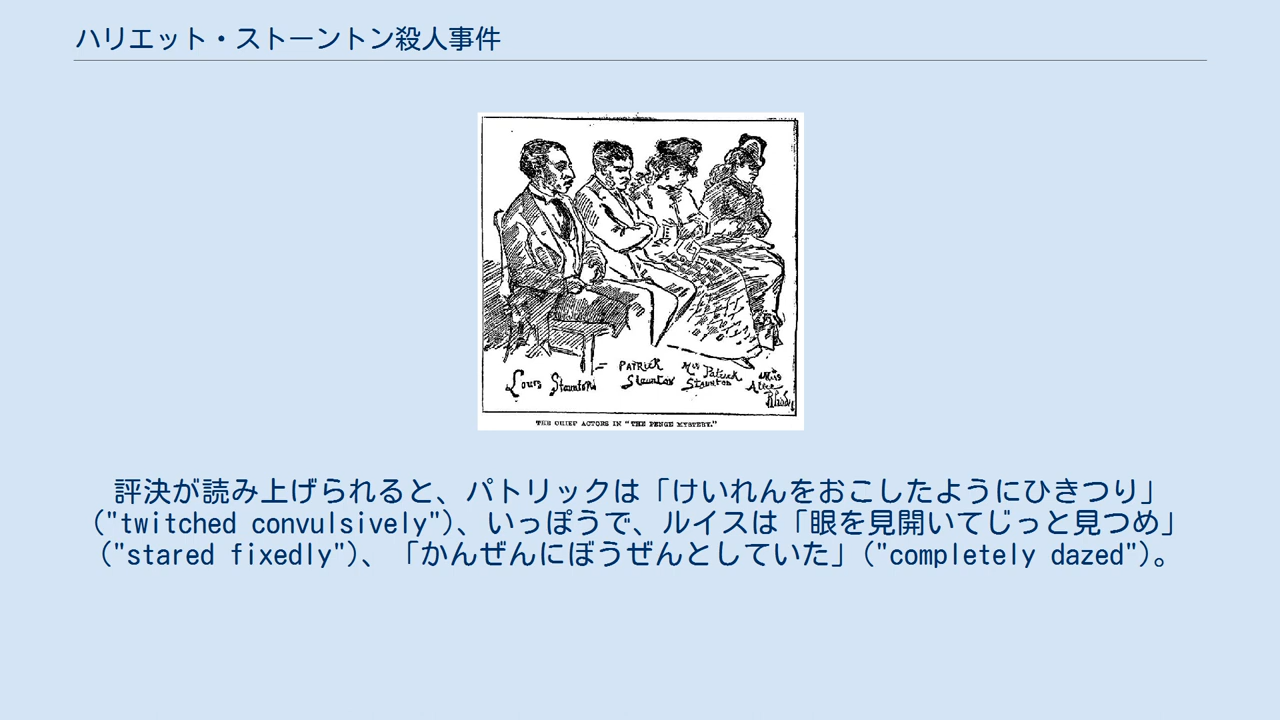 ハリエット・ストーントン殺人事件
Louis Staunton
PATRICK Staunton
Mrs Patrick Staunton
Miss Alice Rhodes
THE CHIEF ACTORS IN "THE PENGE MYSTERY."
評決が読み上げられると、パトリックは「けいれんをおこしたようにひきつり」
("twitched convulsively")、いっぽうで、ルイスは「眼を見開いてじっと見つめ」
("stared fixedly")、「かんぜんにぼうぜんとしていた」("completely dazed")。